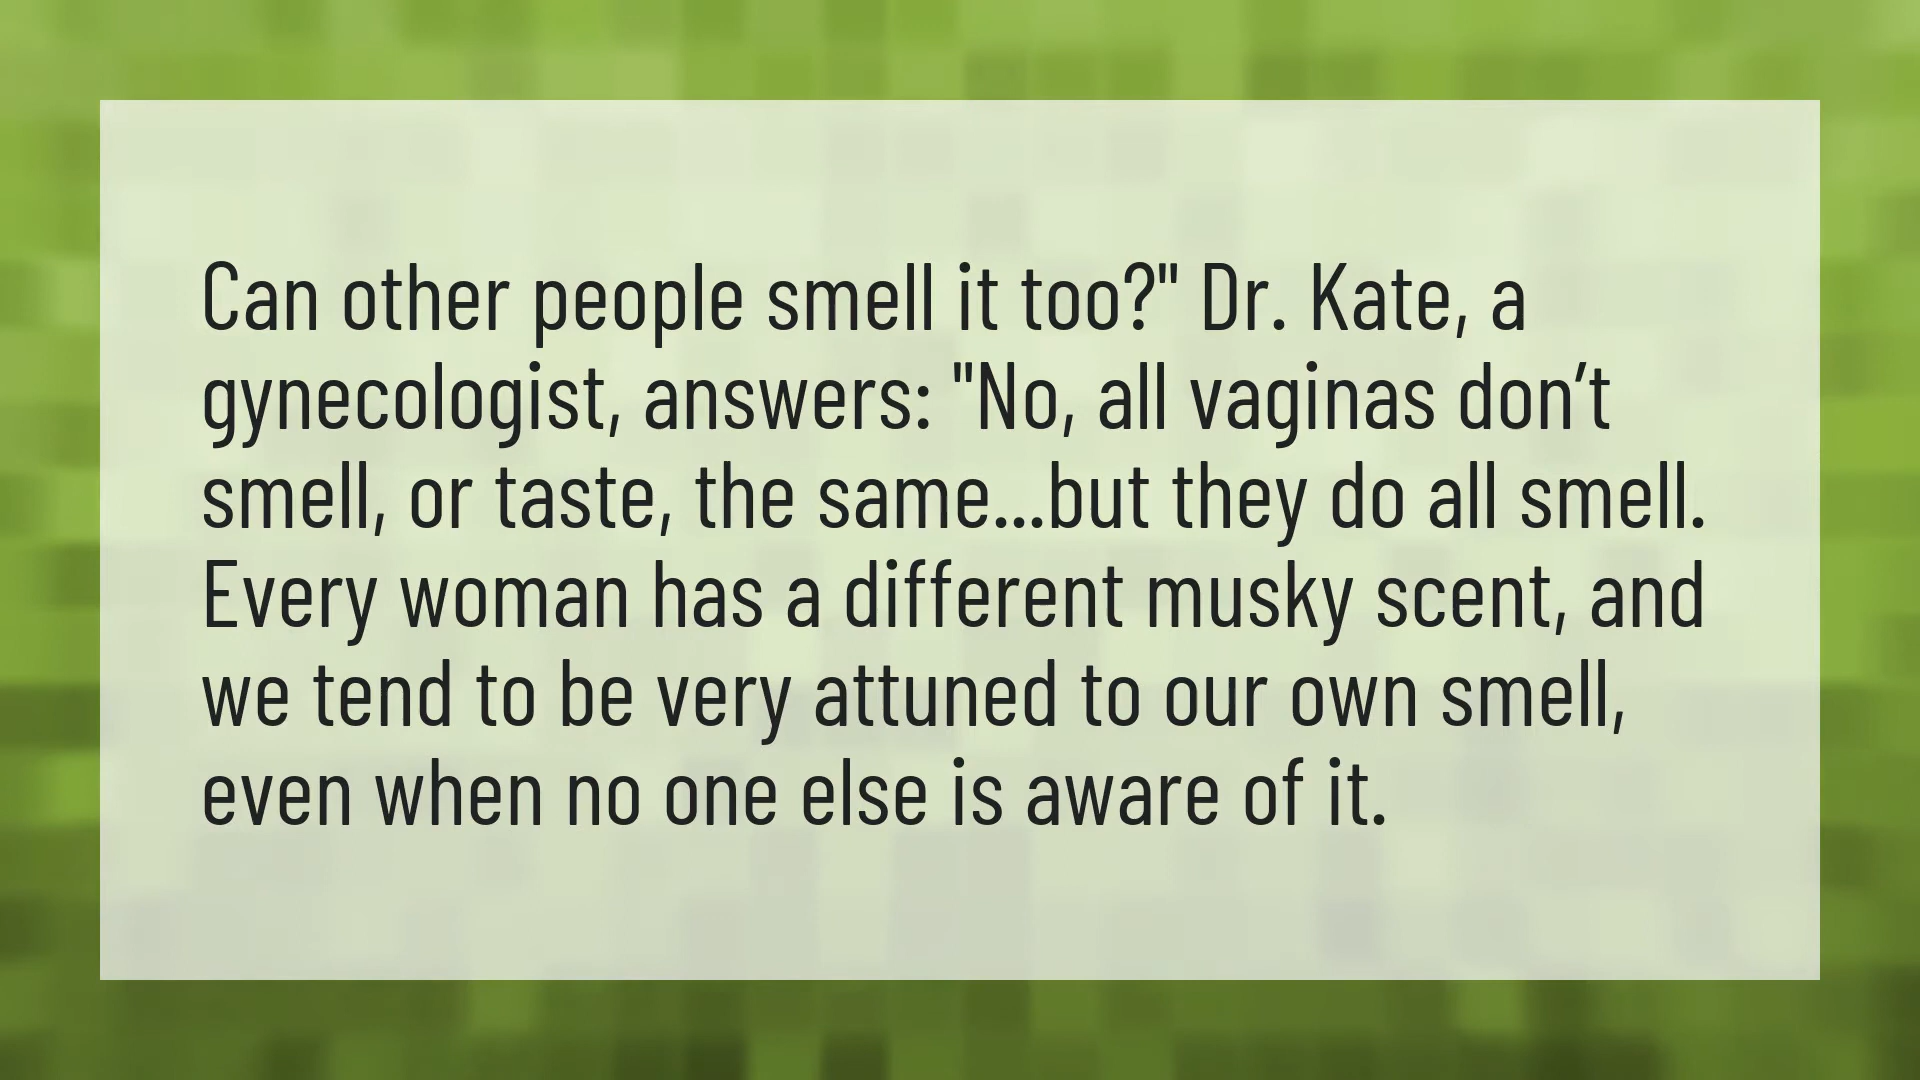 Can other people smell it too?" Dr. Kate, a
gynecologist, answers: "No, all vaginas don’t
smell, or taste, the same...but they do all smell.
Every woman has a different musky scent, and
we tend to be very attuned to our own smell,
even when no one else is aware of it.